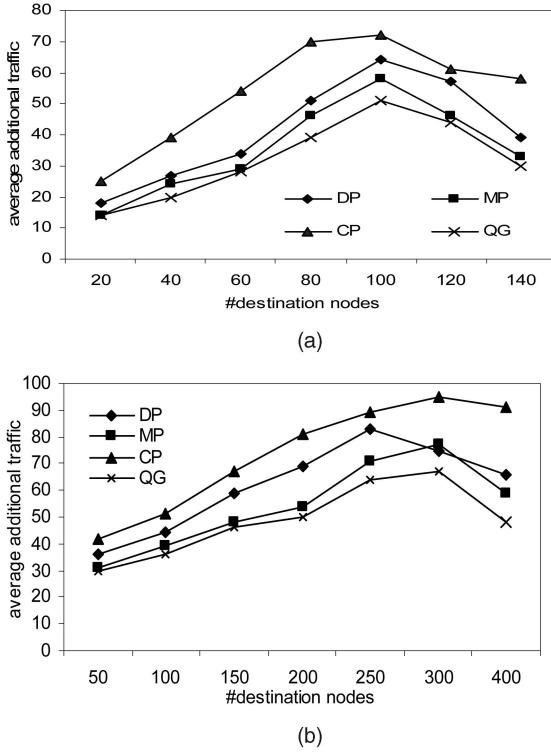 80
70
60
50
40
30
20
10
0
average additional traffic
DP
MP
CP
QG
20 40 60 80 100 120 140
#destination nodes
(a)
100
90
80
70
60
50
40
30
20
10
0
average additional traffic
DP
MP
CP
QG
50 100 150 200 250 300 400
#destination nodes
(b)